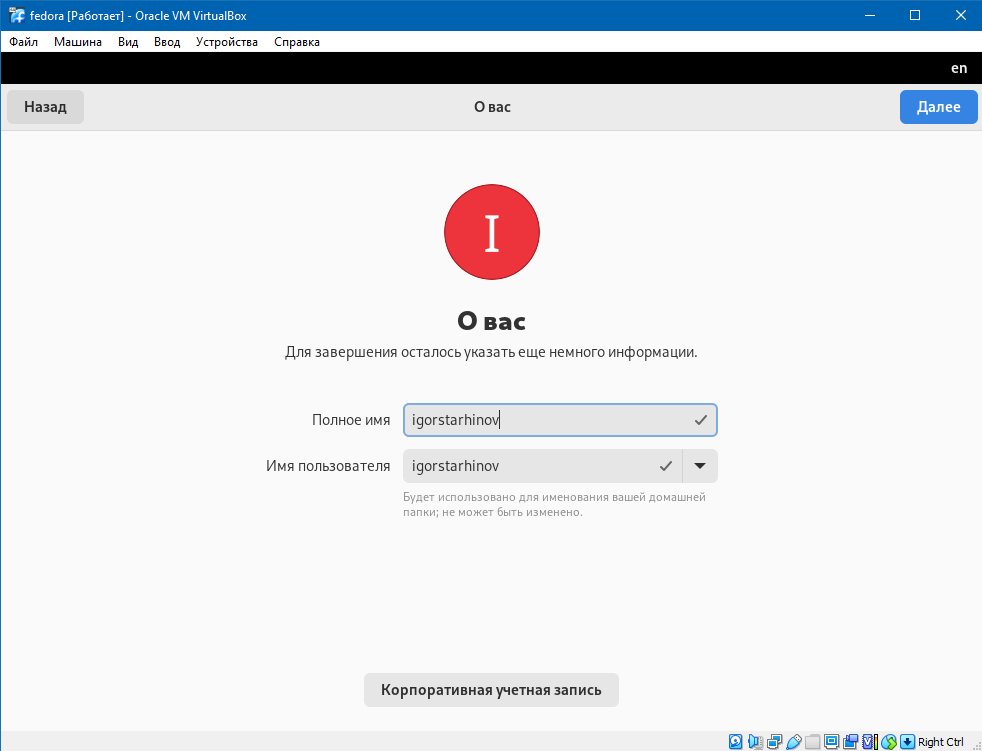 fedora [Работает] - Oracle VM VirtualBox
Файл Машина Вид Ввод Устройства Справка
en
Назад О вас Далее
I
О вас
Для завершения осталось указать еще немного информации.
Полное имя igorstarhinov
Имя пользователя igorstarhinov
Будет использовано для именования вашей домашней
папки; не может быть изменено.
Корпоративная учетная запись
Right Ctrl